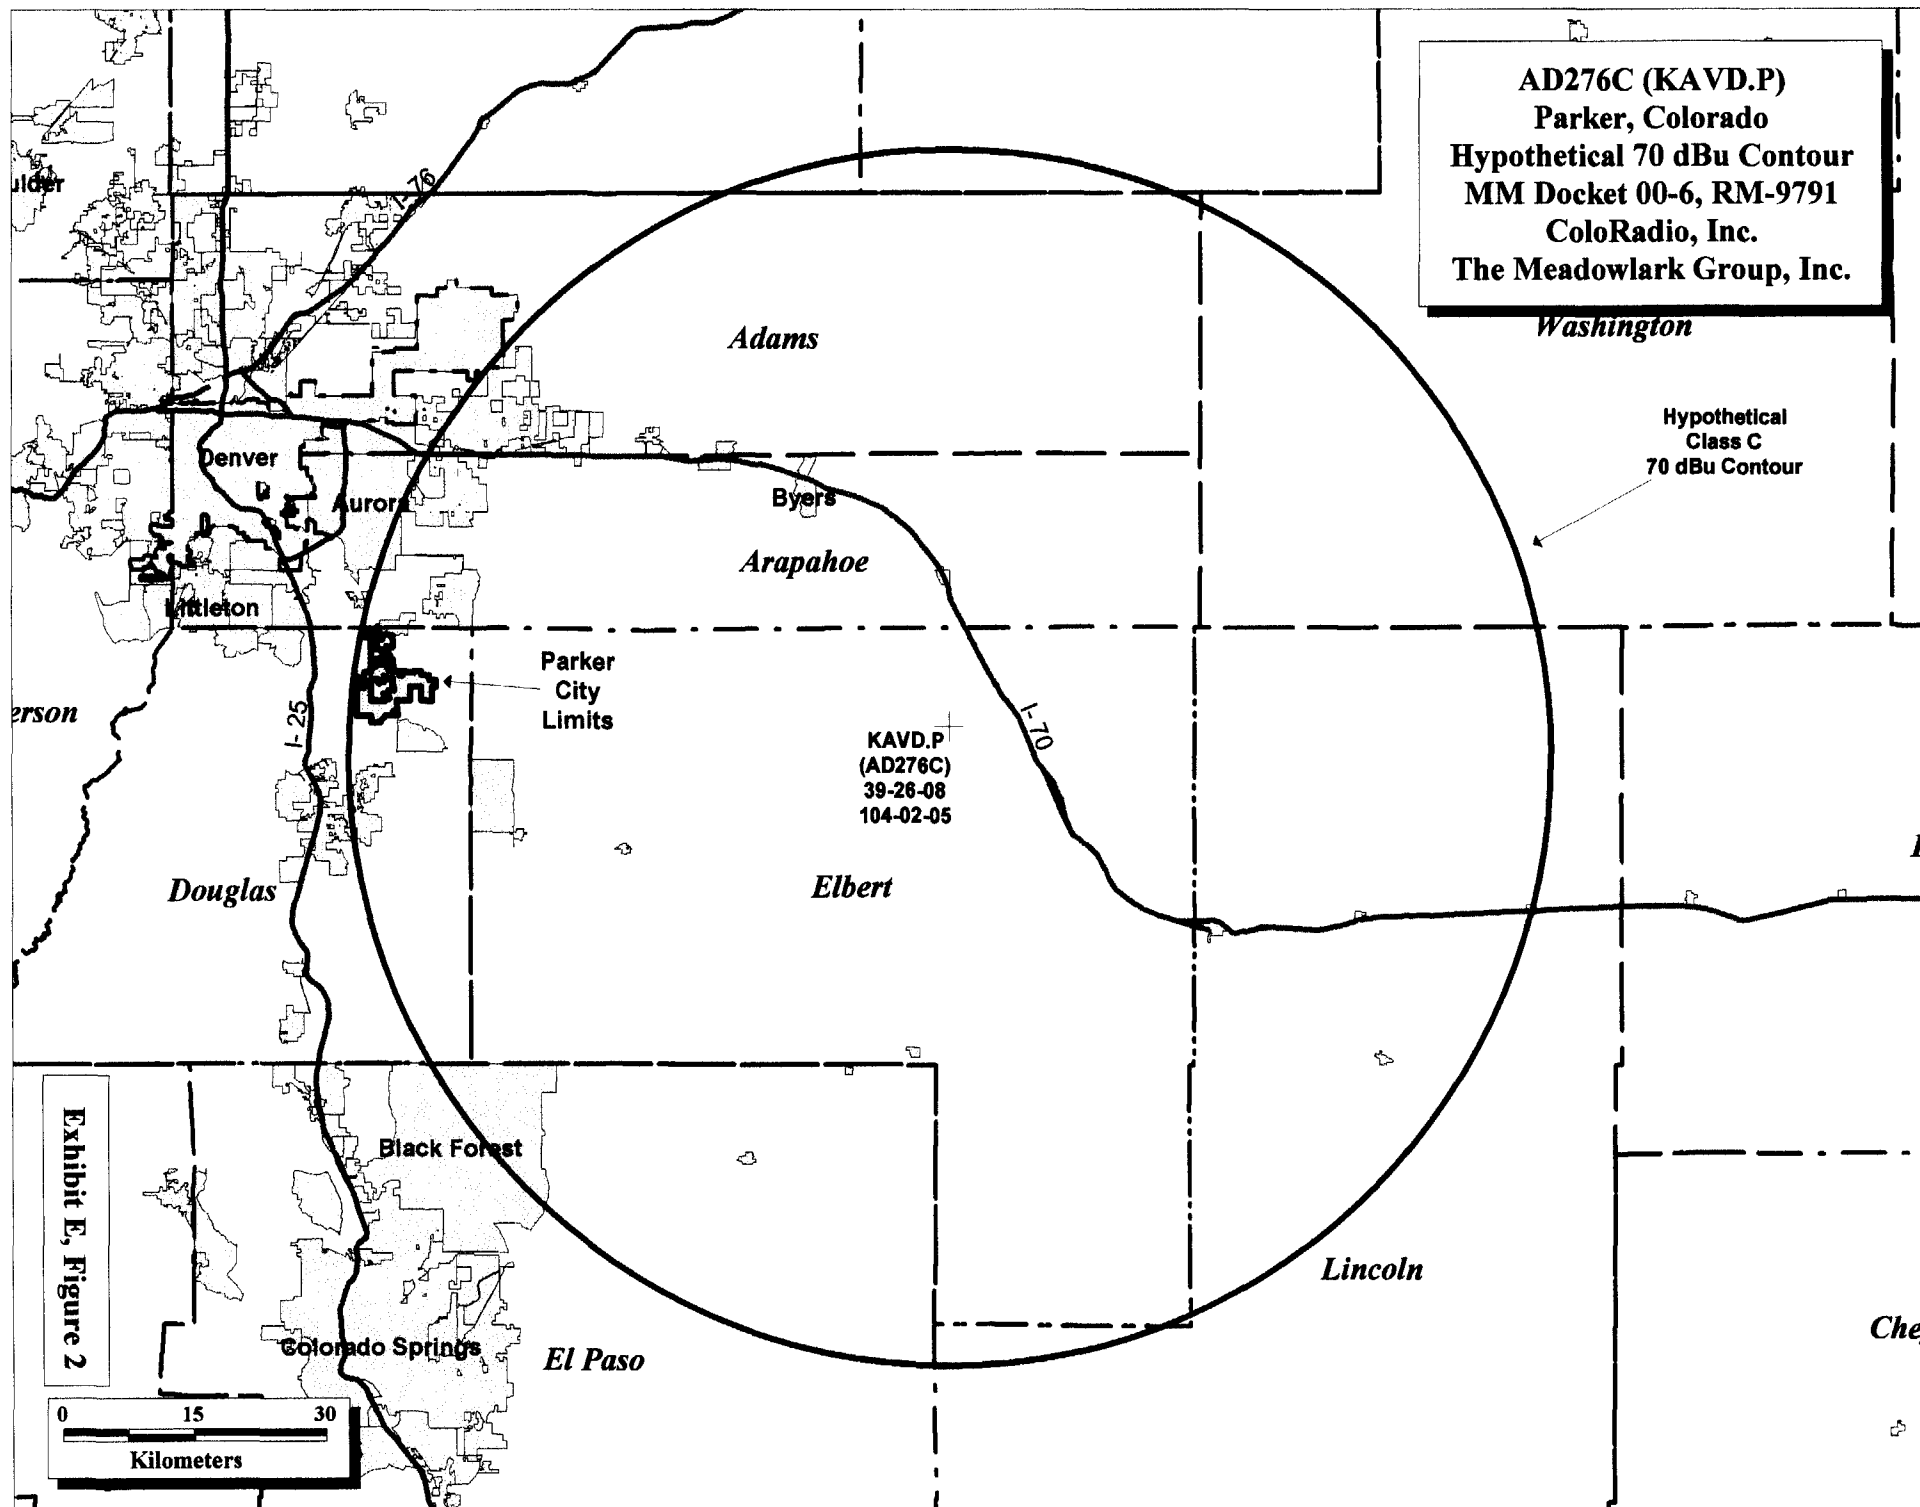 AD276C (KAVD.P)
Parker, Colorado
Hypothetical 70 dBu Contour
MM Docket 00-6, RM-9791
ColoRadio, Inc.
The Meadowlark Group, Inc.
ulder
I-76
Adams
Washington
Hypothetical
Class C
70 dBu Contour
Denver
Aurora
Byers
Arapahoe
Littleton
Parker
City
Limits
erson
I-25
I-70
KAVD.P
(AD276C)
39-26-08
104-02-05
Douglas
Elbert
Black Forest
Exhibit E, Figure 2
Lincoln
Che
Colorado Springs
El Paso
0 15 30
Kilometers